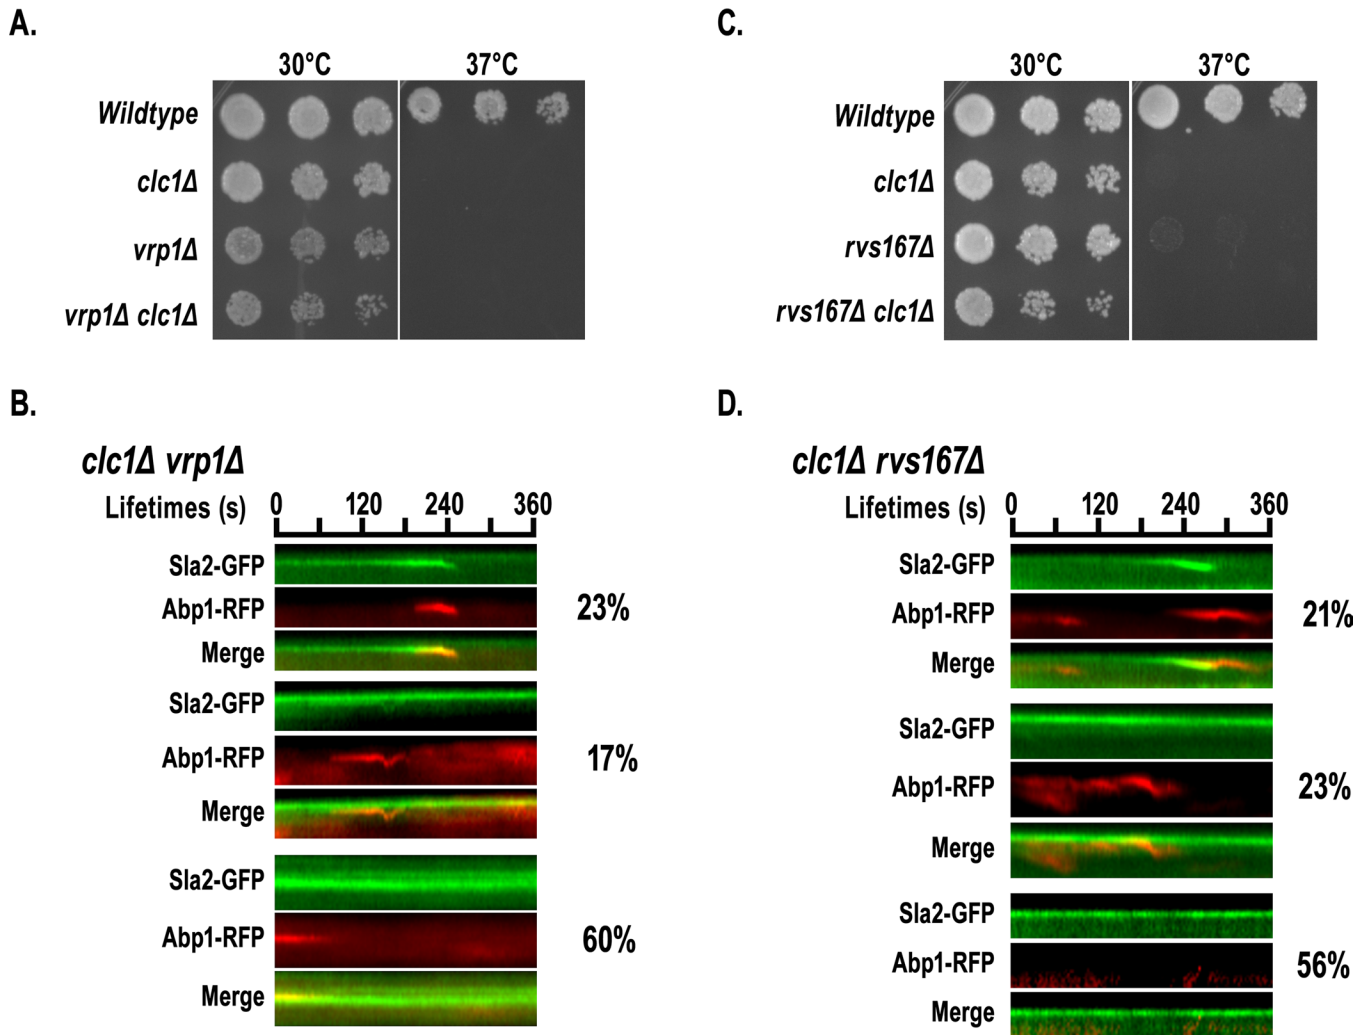 A.
30°C 37°C
Wildtype
clc1Δ
vrp1Δ
vrp1Δ clc1Δ
B.
clc1Δ vrp1Δ
Lifetimes (s) 0 120 240 360
Sla2-GFP
Abp1-RFP 23%
Merge
Sla2-GFP
Abp1-RFP 17%
Merge
Sla2-GFP
Abp1-RFP 60%
Merge
C.
30°C 37°C
Wildtype
clc1Δ
rvs167Δ
rvs167Δ clc1Δ
D.
clc1Δ rvs167Δ
Lifetimes (s) 0 120 240 360
Sla2-GFP
Abp1-RFP 21%
Merge
Sla2-GFP
Abp1-RFP 23%
Merge
Sla2-GFP
Abp1-RFP 56%
Merge